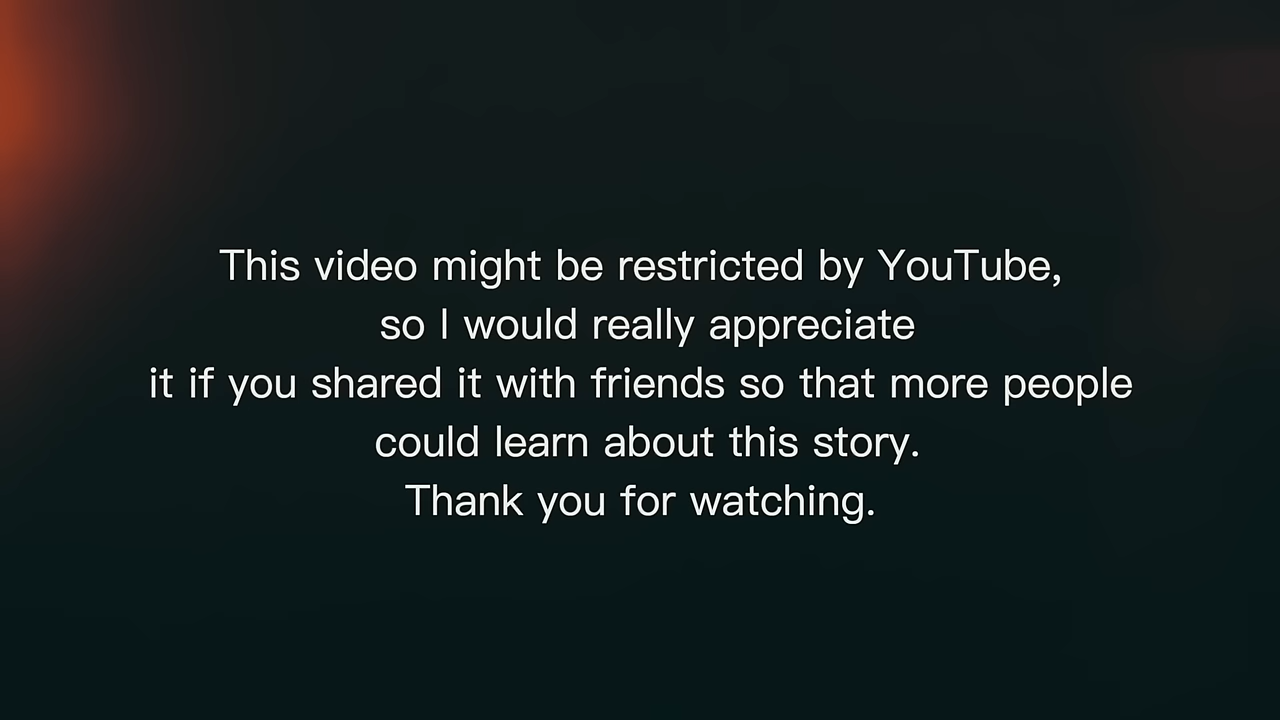 This video might be restricted by YouTube,
so I would really appreciate
it if you shared it with friends so that more people
could learn about this story.
Thank you for watching.